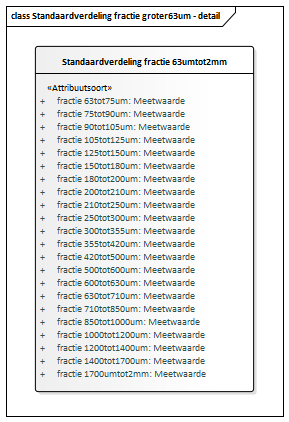 class Standaardverdeling fractie groter63um - detail
Standaardverdeling fractie 63umtot2mm
«Attribuutsoort»
+ fractie 63tot75um: Meetwaarde
+ fractie 75tot90um: Meetwaarde
+ fractie 90tot105um: Meetwaarde
+ fractie 105tot125um: Meetwaarde
+ fractie 125tot150um: Meetwaarde
+ fractie 150tot180um: Meetwaarde
+ fractie 180tot200um: Meetwaarde
+ fractie 200tot210um: Meetwaarde
+ fractie 210tot250um: Meetwaarde
+ fractie 250tot300um: Meetwaarde
+ fractie 300tot355um: Meetwaarde
+ fractie 355tot420um: Meetwaarde
+ fractie 420tot500um: Meetwaarde
+ fractie 500tot600um: Meetwaarde
+ fractie 600tot630um: Meetwaarde
+ fractie 630tot710um: Meetwaarde
+ fractie 710tot850um: Meetwaarde
+ fractie 850tot1000um: Meetwaarde
+ fractie 1000tot1200um: Meetwaarde
+ fractie 1200tot1400um: Meetwaarde
+ fractie 1400tot1700um: Meetwaarde
+ fractie 1700umtot2mm: Meetwaarde